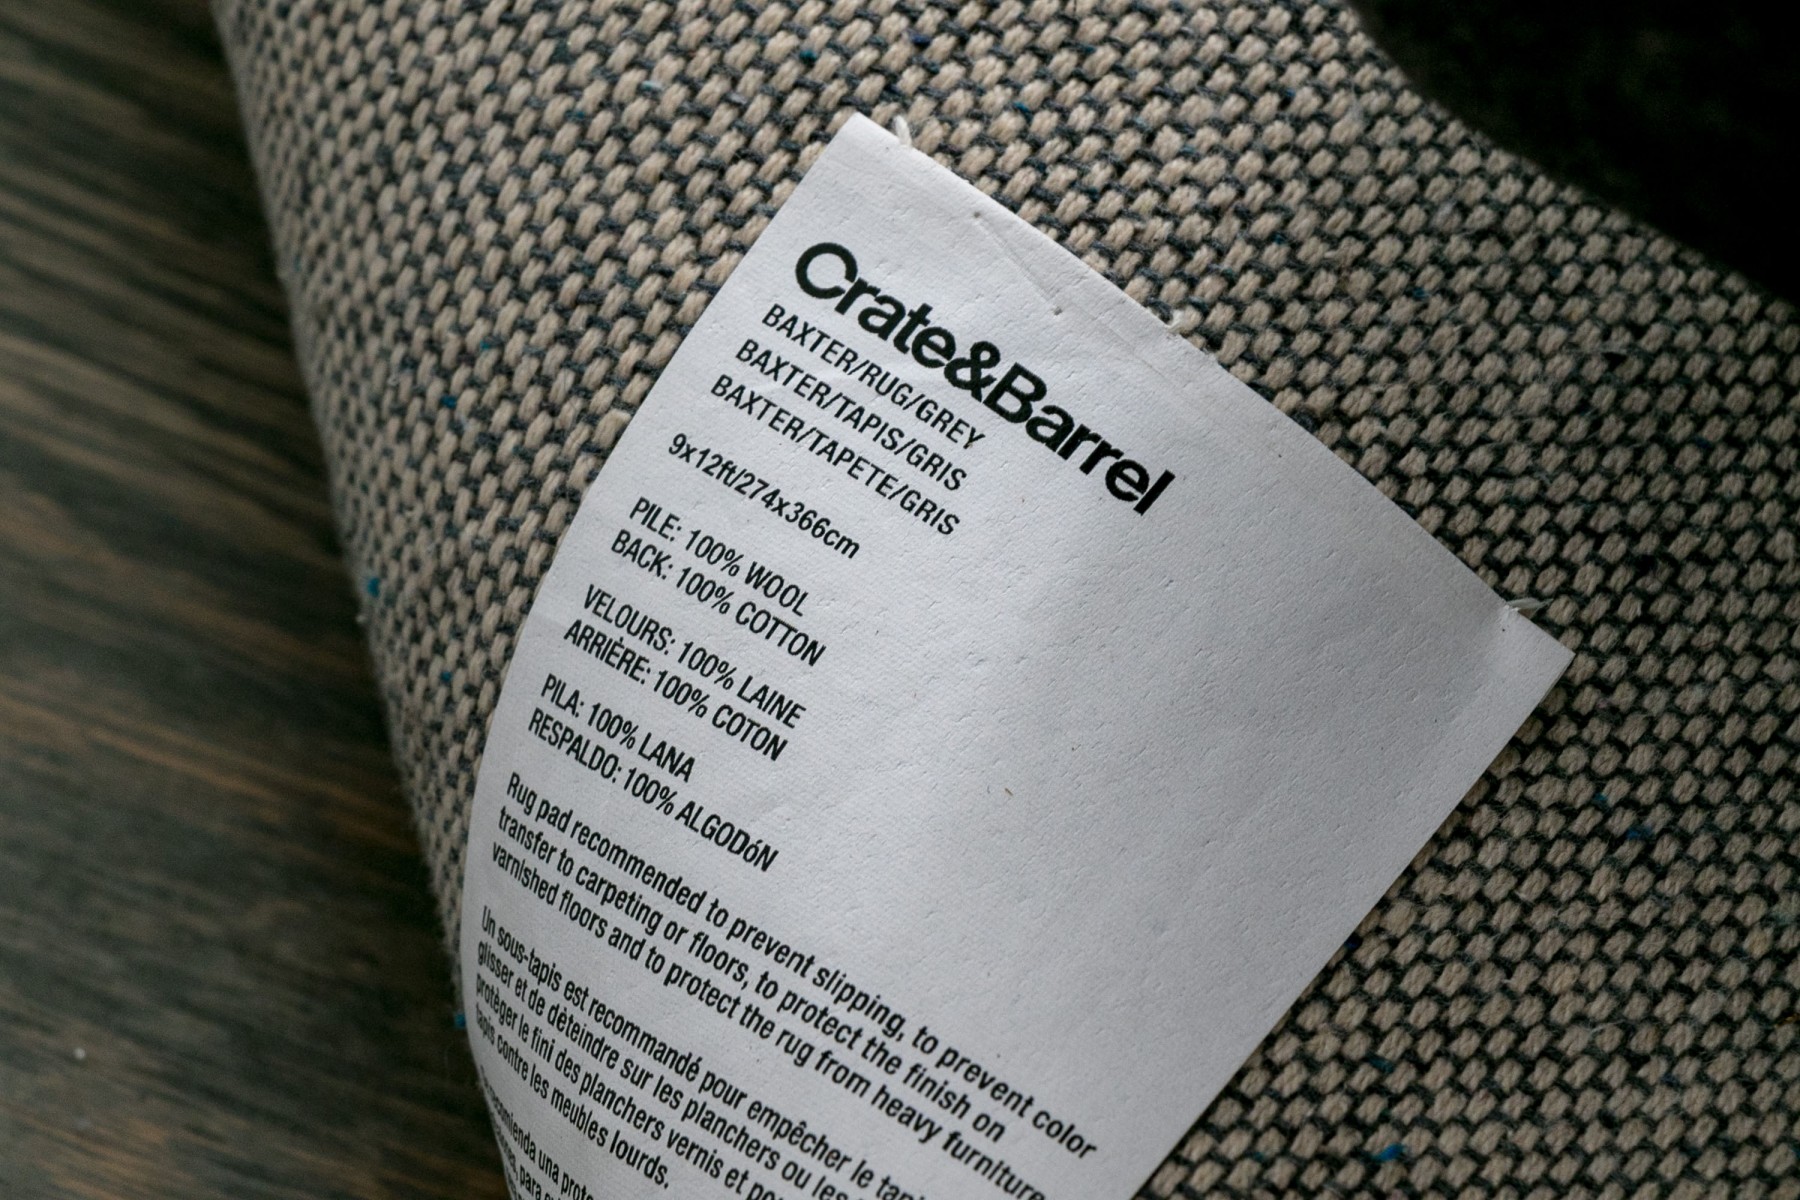 Crate&Barrel
BAXTER/RUG/GREY
BAXTER/TAPIS/GRIS
BAXTER/TAPETE/GRIS
9x12ft/274x366cm
PILE: 100% WOOL
BACK: 100% COTTON
VELOURS: 100% LAINE
ARRIÈRE: 100% COTON
PILA: 100% LANA
RESPALDO: 100% ALGODóN
Rug pad recommended to prevent slipping, to prevent color
transfer to carpeting or floors, to protect the finish on
varnished floors and to protect the rug from heavy furniture
Un sous-tapis est recommandé pour empêcher le
glisser et de dèteindre sur les planchers ou les
protèger le fini des planchers vernis et
tapis contre les meubles lourds.
una
para